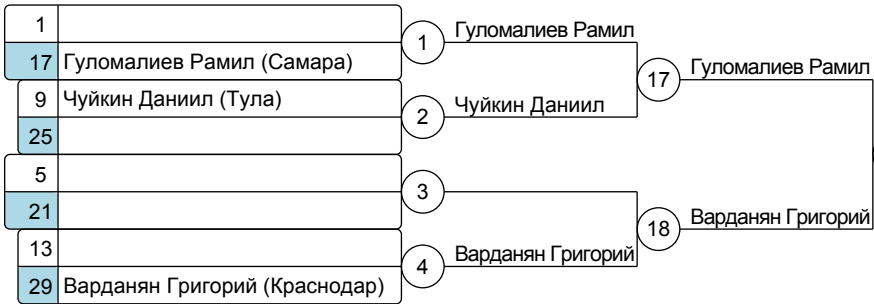 1
17 Гуломалиев Рамил (Самара)
1
Гуломалиев Рамил
9 Чуйкин Даниил (Тула)
25
2
Чуйкин Даниил
17
Гуломалиев Рамил
5
21
3
13
29 Варданян Григорий (Краснодар)
4
Варданян Григорий
18
Варданян Григорий